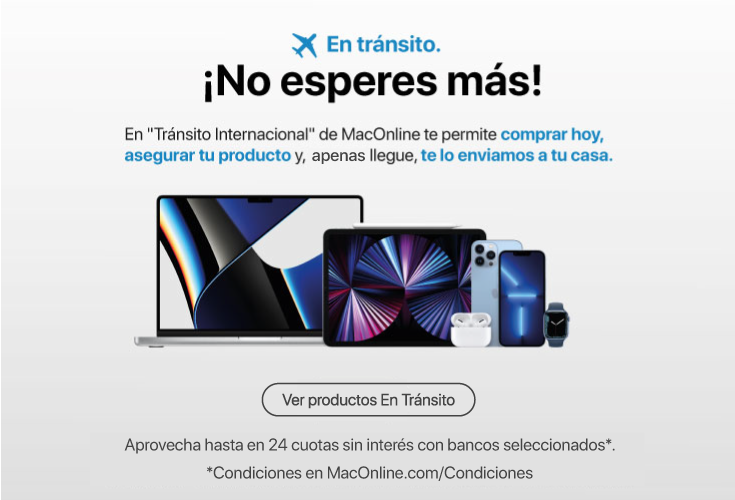 En tránsito.
¡No esperes más!
En "Tránsito Internacional" de MacOnline te permite comprar hoy,
asegurar tu producto y, apenas llegue, te lo enviamos a tu casa.
Ver productos En Tránsito
Aprovecha hasta en 24 cuotas sin interés con bancos seleccionados*.
*Condiciones en MacOnline.com/Condiciones